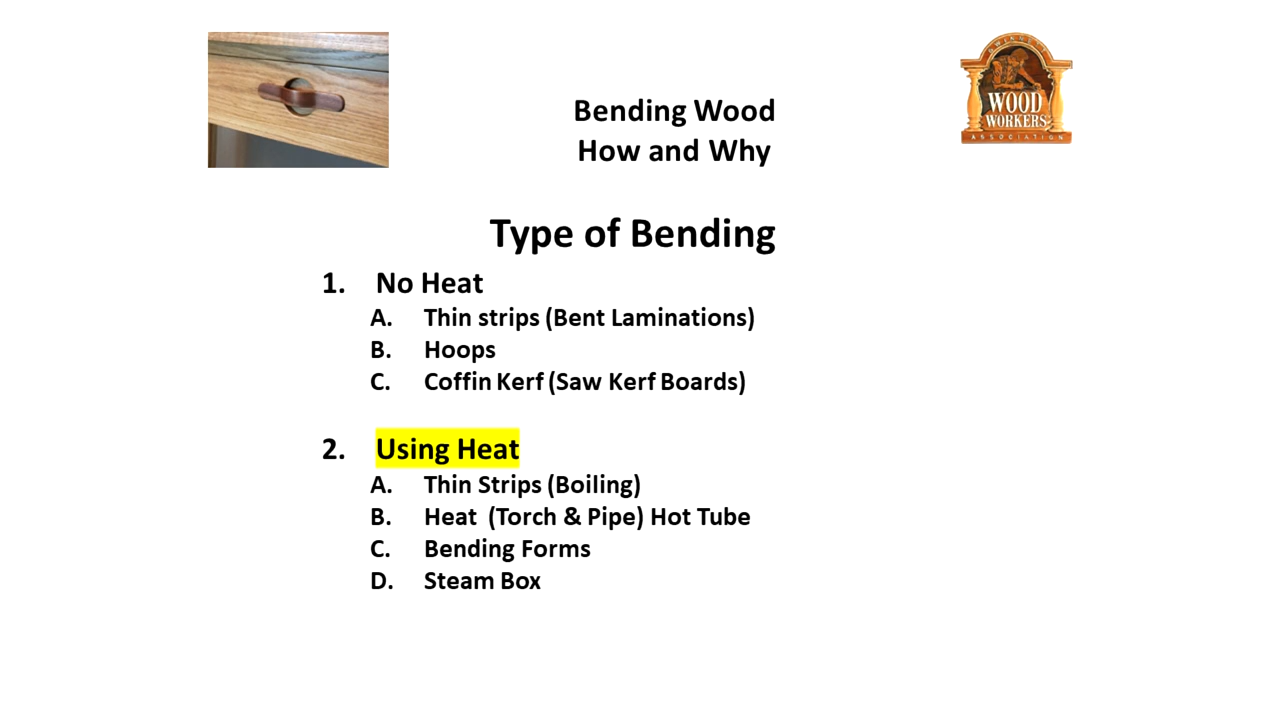 Bending Wood
How and Why
GWINNETT
WOOD
WORKERS
ASSOCIATION
Type of Bending
1. No Heat
A. Thin strips (Bent Laminations)
B. Hoops
C. Coffin Kerf (Saw Kerf Boards)
2. Using Heat
A. Thin Strips (Boiling)
B. Heat (Torch & Pipe) Hot Tube
C. Bending Forms
D. Steam Box